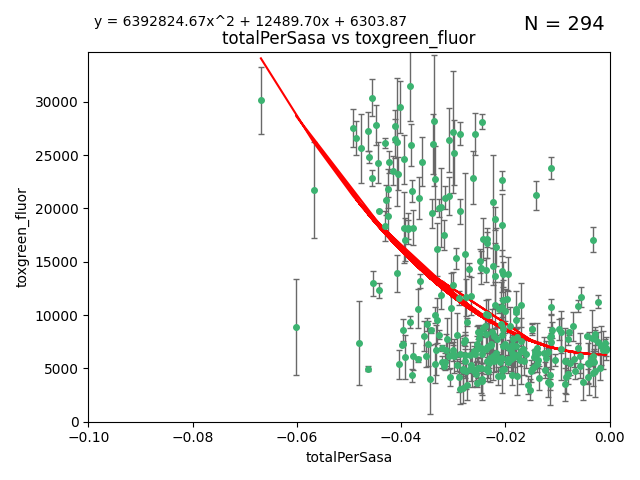 y = 6392824.67x^2 + 12489.70x + 6303.87
N = 294
totalPerSasa vs toxgreen_fluor
30000
25000
20000
15000
10000
5000
0
toxgreen_fluor
−0.10 −0.08 −0.06 −0.04 −0.02 0.00
totalPerSasa